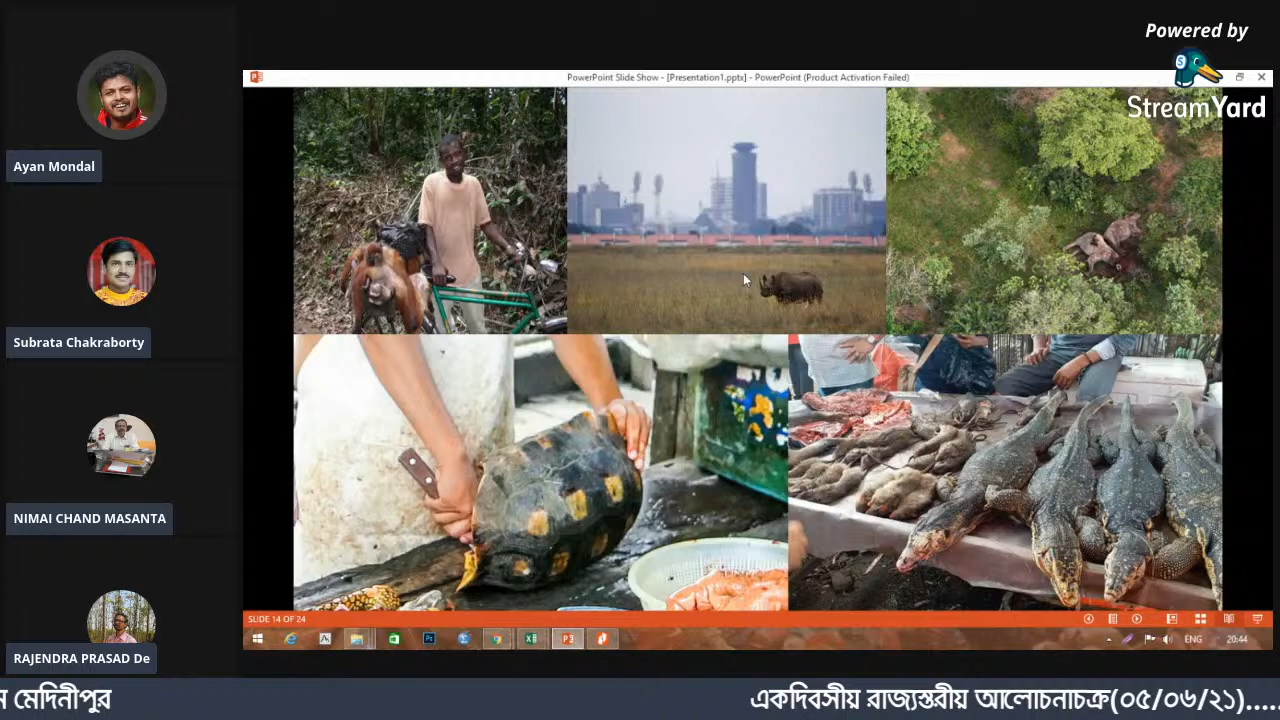 Powered by
StreamYard
PowerPoint Slide Show - [Presentation1.pptx] - PowerPoint (Product Activation Failed)
Ayan Mondal
Subrata Chakraborty
NIMAI CHAND MASANTA
RAJENDRA PRASAD De
SLIDE 14 OF 24
ENG
20:44
মেদিনীপুর
একদিবসীয় রাজ্যস্তরীয় আলোচনাচক্র(০৫/০৬/২১).....